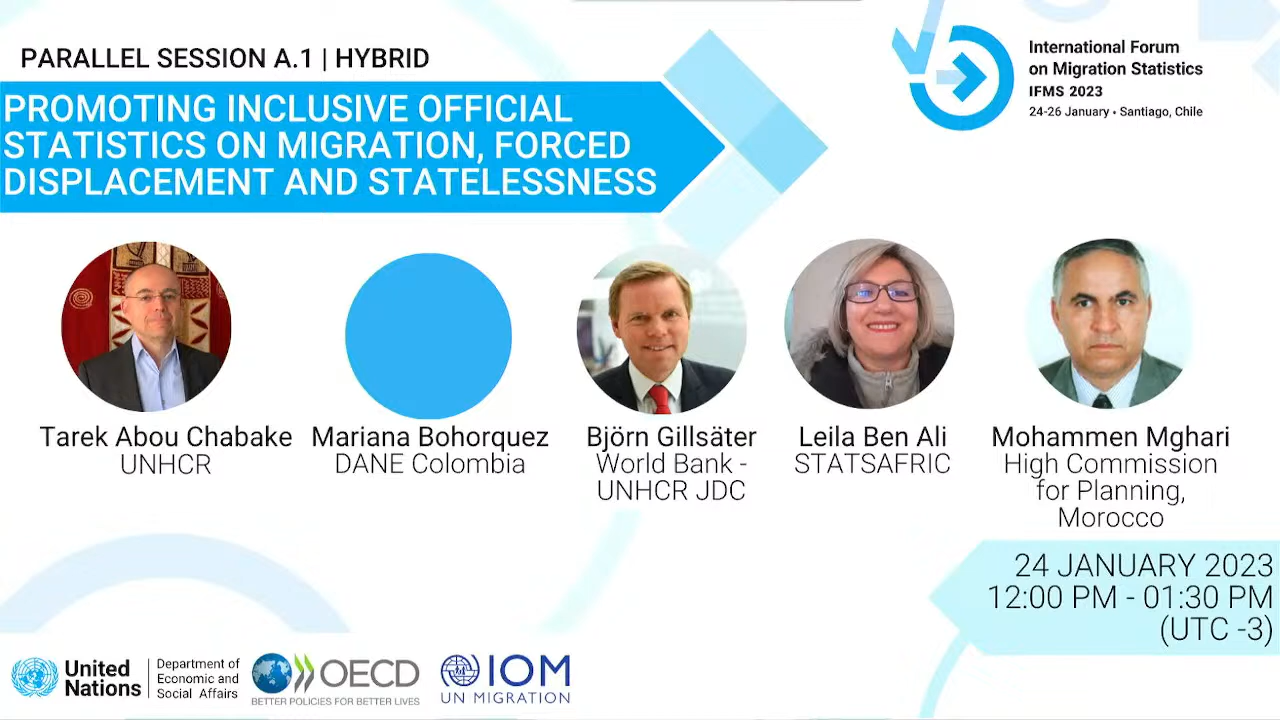 PARALLEL SESSION A.1 | HYBRID
PROMOTING INCLUSIVE OFFICIAL
STATISTICS ON MIGRATION, FORCED
DISPLACEMENT AND STATELESSNESS
International Forum
on Migration Statistics
IFMS 2023
24-26 January • Santiago, Chile
Tarek Abou Chabake
UNHCR
Mariana Bohorquez
DANE Colombia
Björn Gillsäter
World Bank -
UNHCR JDC
Leila Ben Ali
STATSAFRIC
Mohammen Mghari
High Commission
for Planning,
Morocco
24 JANUARY 2023
12:00 PM - 01:30 PM
(UTC -3)
United
Nations
Department of
Economic and
Social Affairs
OECD
BETTER POLICIES FOR BETTER LIVES
IOM
UN MIGRATION